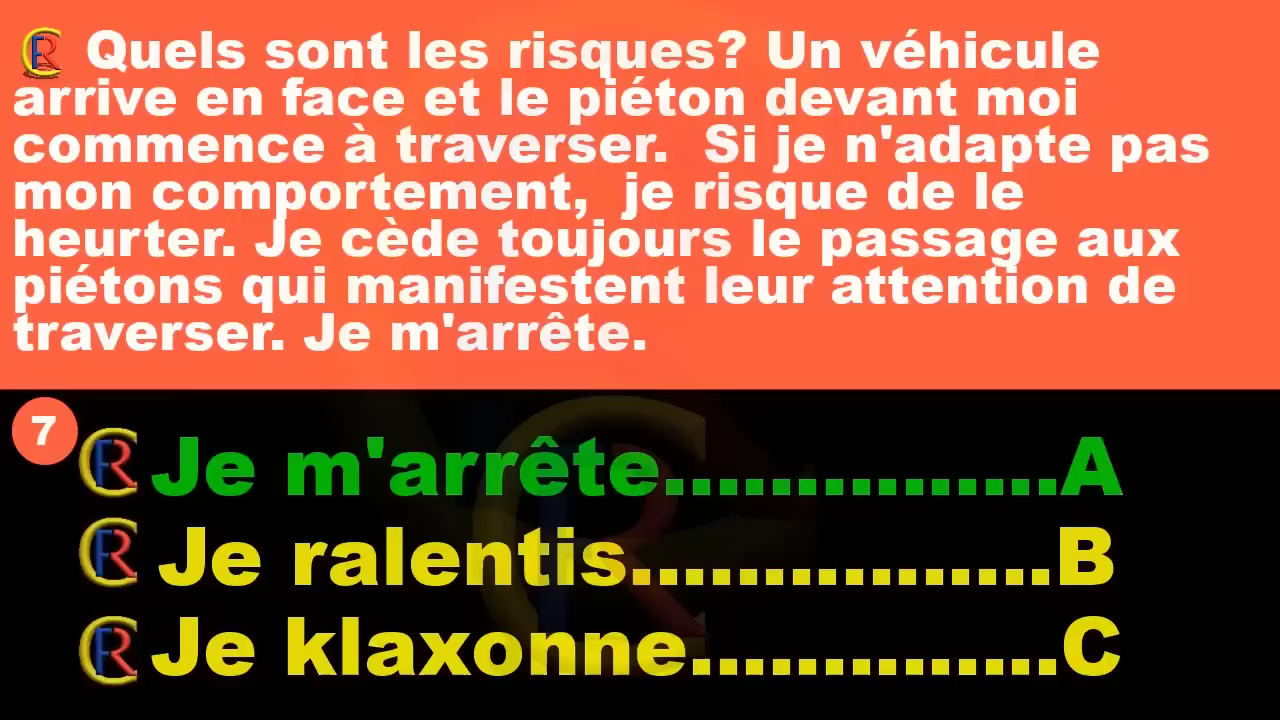 Quels sont les risques? Un véhicule
arrive en face et le piéton devant moi
commence à traverser. Si je n'adapte pas
mon comportement, je risque de le
heurter. Je cède toujours le passage aux
piétons qui manifestent leur attention de
traverser. Je m'arrête.
7
Je m'arrête...............A
Je ralentis................B
Je klaxonne..............C